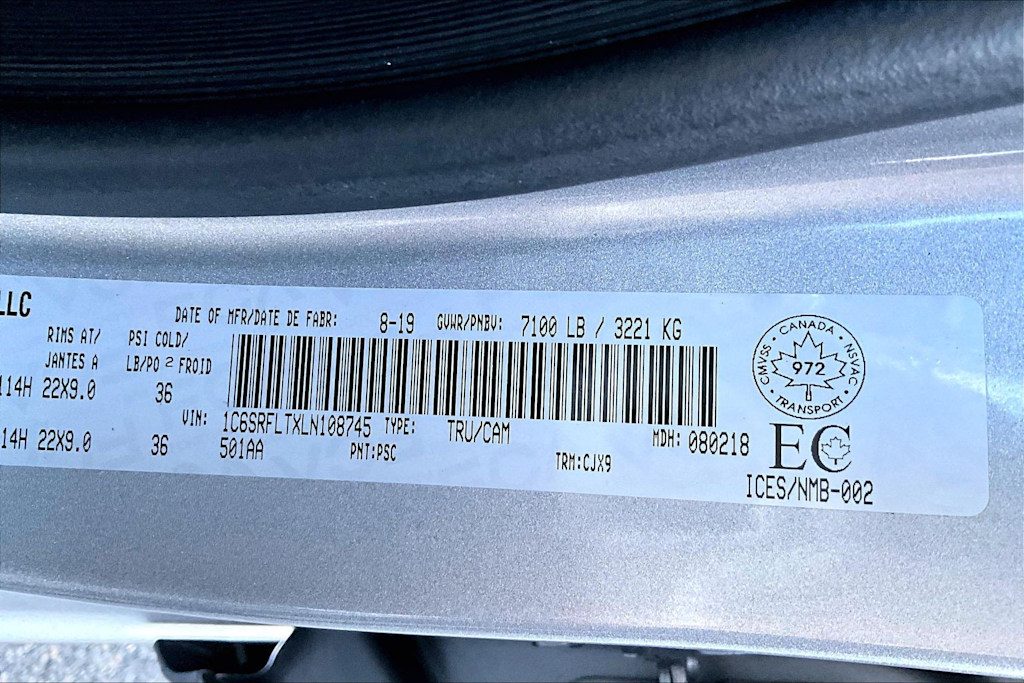 LLC
DATE OF MFR/DATE DE FABR: 8-19 GVWR/PNBV: 7100 LB / 3221 KG
RIMS AT/ PSI COLD/
JANTES A LB/PO 2 FROID
114H 22X9.0 36
VIN: 1C6SRFLTXLN108745 TYPE: TRU/CAM MDH: 080218
14H 22X9.0 36 501AA PNT:PSC TRM:CJX9
CANADA
CMVSS · NSVAC
972
TRANSPORT
EC
ICES/NMB-002